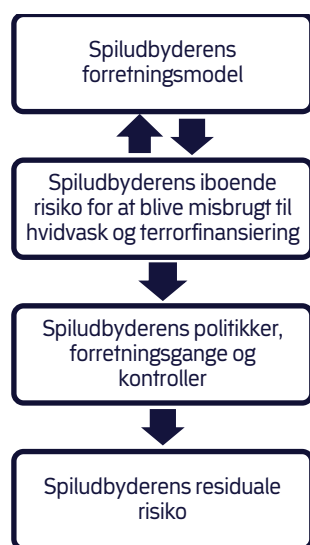 Spiludbyderens
forretningsmodel
Spiludbyderens iboende
risiko for at blive misbrugt til
hvidvask og terrorfinansiering
Spiludbyderens politikker,
forretningsgange og
kontroller
Spiludbyderens residuale
risiko